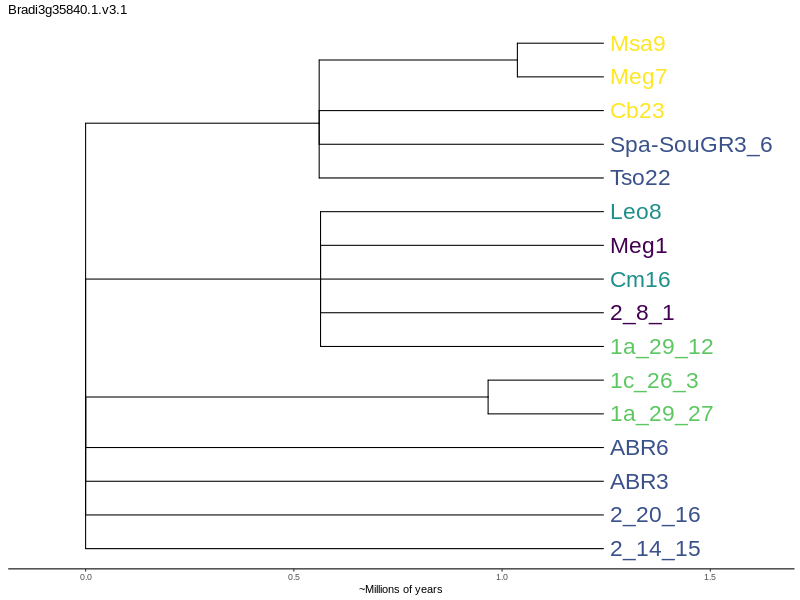 Bradi3g35840.1.v3.1
Msa9
Meg7
Cb23
Spa-SouGR3_6
Tso22
Leo8
Meg1
Cm16
2_8_1
1a_29_12
1c_26_3
1a_29_27
ABR6
ABR3
2_20_16
2_14_15
0.0 0.5 1.0 1.5
~Millions of years